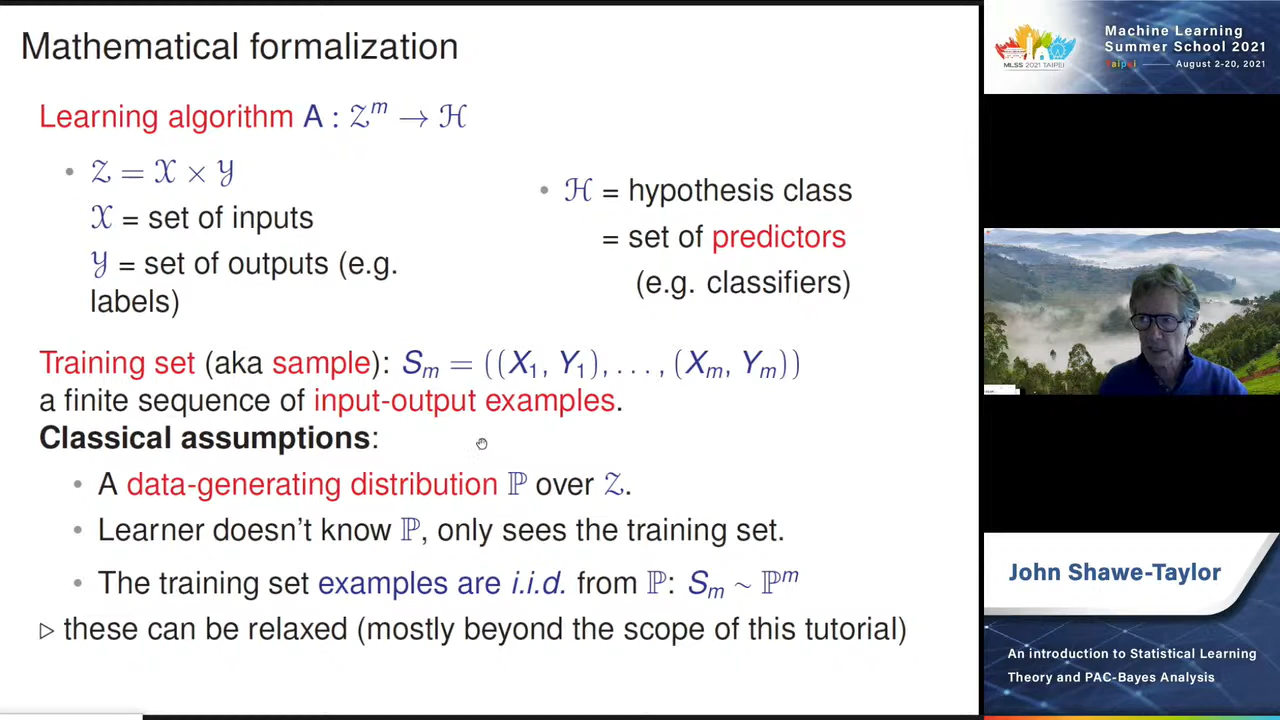 Mathematical formalization
Learning algorithm A : 𝒵^m → ℋ
• 𝒵 = 𝒳 × 𝒴
𝒳 = set of inputs
𝒴 = set of outputs (e.g.
labels)
• ℋ = hypothesis class
= set of predictors
(e.g. classifiers)
Training set (aka sample): S_m = ((X_1, Y_1), . . . , (X_m, Y_m))
a finite sequence of input-output examples.
Classical assumptions:
• A data-generating distribution ℙ over 𝒵.
• Learner doesn't know ℙ, only sees the training set.
• The training set examples are i.i.d. from ℙ: S_m ∼ ℙ^m
▷ these can be relaxed (mostly beyond the scope of this tutorial)
MLSS 2021 TAIPEI
Machine Learning
Summer School 2021
Taipei — August 2-20, 2021
John Shawe-Taylor
An introduction to Statistical Learning
Theory and PAC-Bayes Analysis